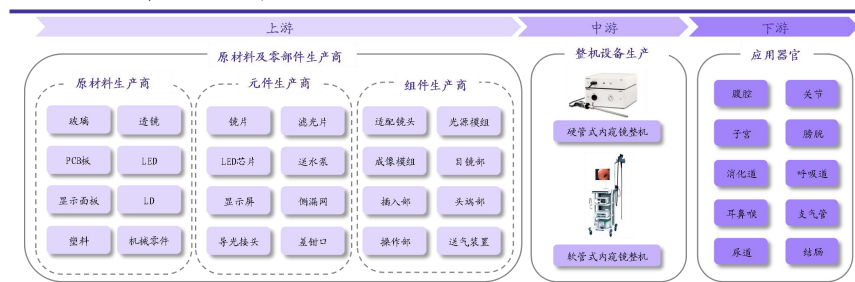 上游
中游
下游
原材料及零部件生产商
整机设备生产
应用器官
原材料生产商
元件生产商
组件生产商
玻璃
透镜
PCB板
LED
显示面板
LD
塑料
机械零件
镜片
滤光片
LED芯片
送水泵
显示屏
侧漏网
导光接头
适配镜头
光源模组
成像模组
目镜部
插入部
头端部
操作部
送气装置
硬管式内窥镜整机
软管式内窥镜整机
腹腔
关节
子宫
膀胱
消化道
呼吸道
耳鼻喉
支气管
尿道
结肠